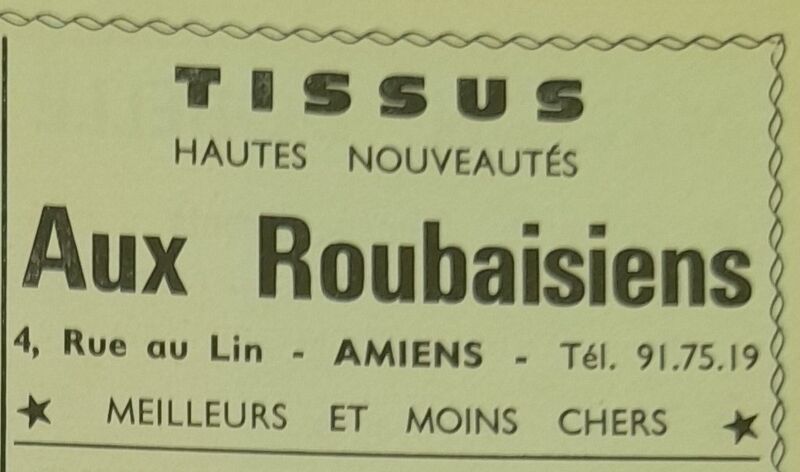 TISSUS
HAUTES NOUVEAUTÉS
Aux Roubaisiens
4, Rue au Lin - AMIENS - Tél. 91.75.19
★ MEILLEURS ET MOINS CHERS ★